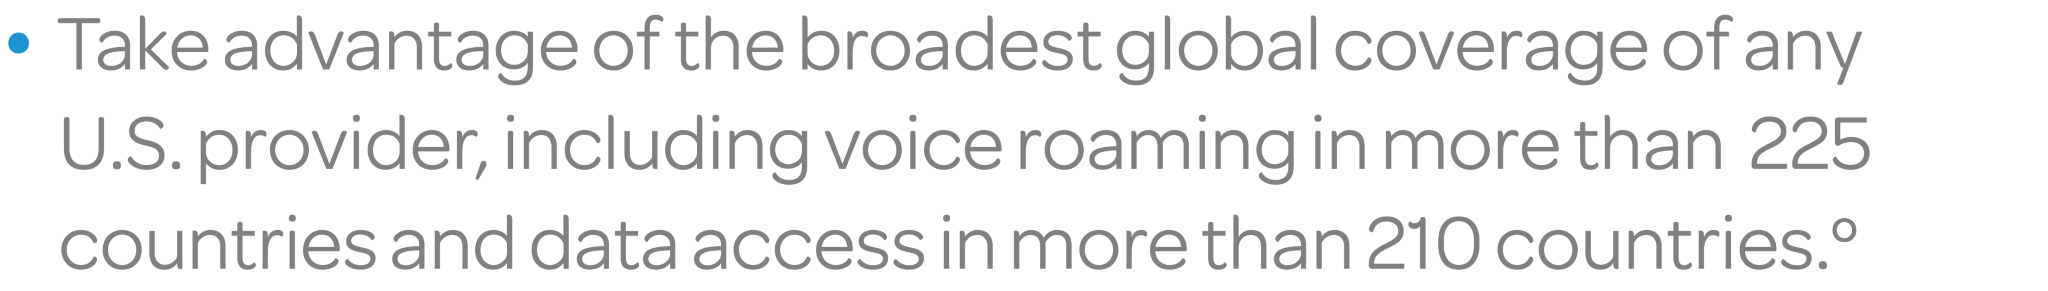 • Take advantage of the broadest global coverage of any
U.S. provider, including voice roaming in more than  225
countries and data access in more than 210 countries.°